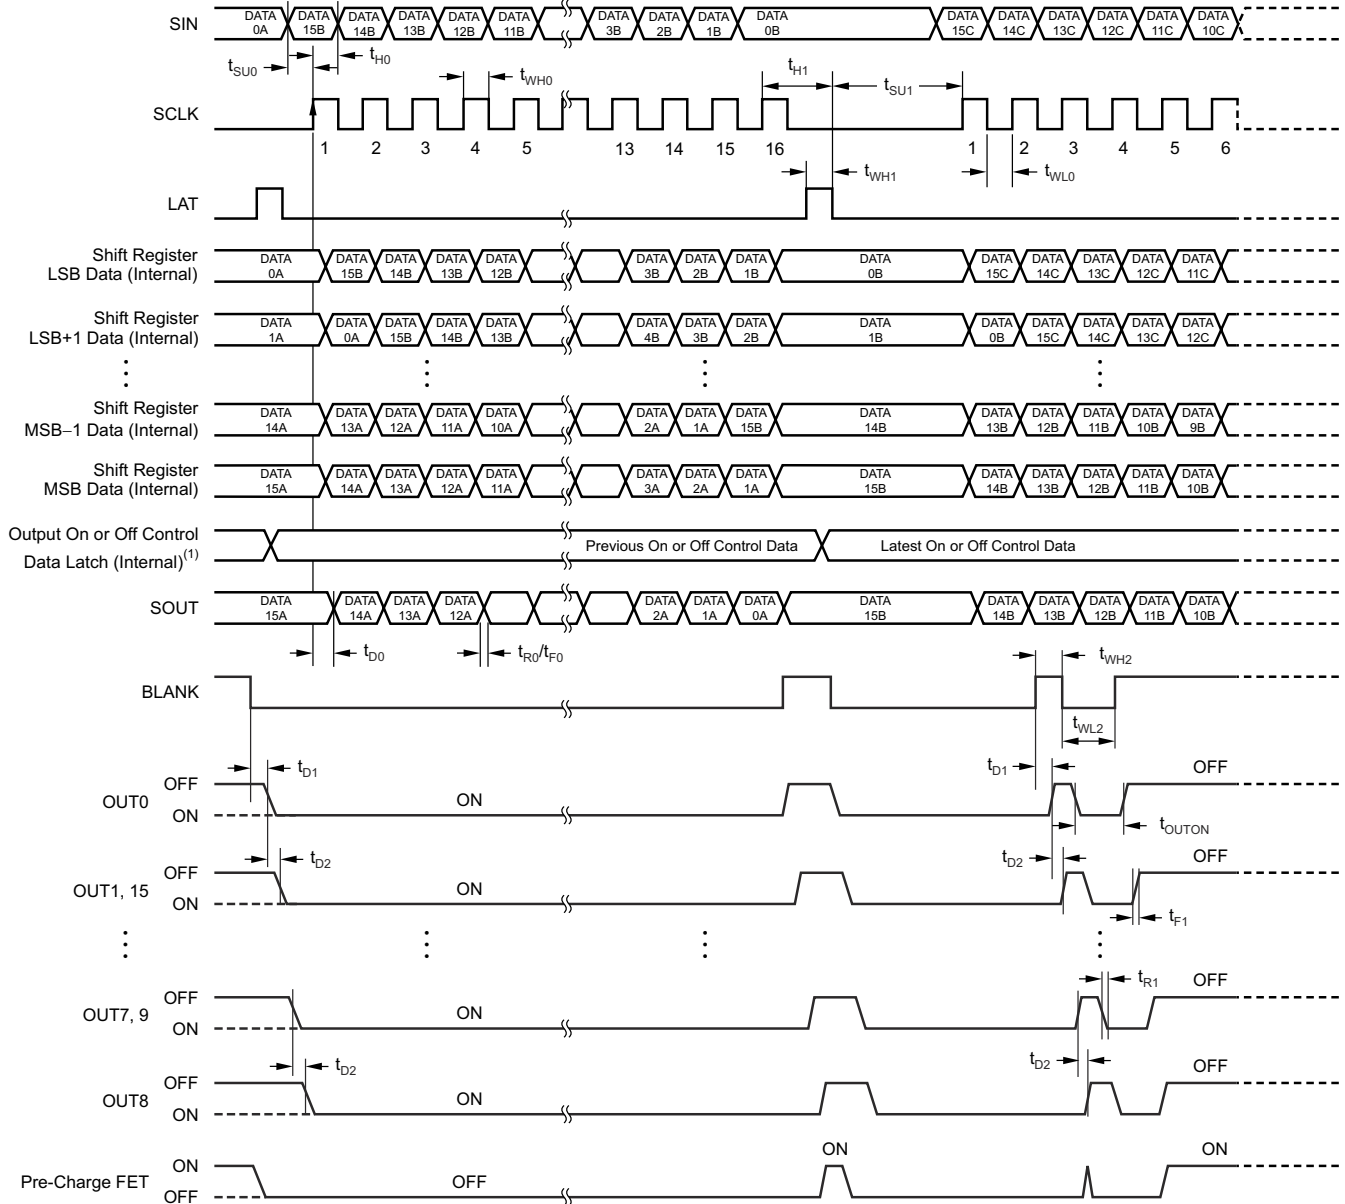 SIN DATA 0A DATA 15B DATA 14B DATA 13B DATA 12B DATA 11B DATA 3B DATA 2B DATA 1B DATA 0B DATA 15C DATA 14C DATA 13C DATA 12C DATA 11C DATA 10C
tSU0 tH0 tWH0 tH1 tSU1
SCLK
1 2 3 4 5 13 14 15 16 1 2 3 4 5 6
tWH1 tWL0
LAT
Shift Register
LSB Data (Internal) DATA 0A DATA 15B DATA 14B DATA 13B DATA 12B DATA 3B DATA 2B DATA 1B DATA 0B DATA 15C DATA 14C DATA 13C DATA 12C DATA 11C
Shift Register
LSB+1 Data (Internal) DATA 1A DATA 0A DATA 15B DATA 14B DATA 13B DATA 4B DATA 3B DATA 2B DATA 1B DATA 0B DATA 15C DATA 14C DATA 13C DATA 12C
Shift Register
MSB−1 Data (Internal) DATA 14A DATA 13A DATA 12A DATA 11A DATA 10A DATA 2A DATA 1A DATA 15B DATA 14B DATA 13B DATA 12B DATA 11B DATA 10B DATA 9B
Shift Register
MSB Data (Internal) DATA 15A DATA 14A DATA 13A DATA 12A DATA 11A DATA 3A DATA 2A DATA 1A DATA 15B DATA 14B DATA 13B DATA 12B DATA 11B DATA 10B
Output On or Off Control
Data Latch (Internal)(1) Previous On or Off Control Data Latest On or Off Control Data
SOUT DATA 15A DATA 14A DATA 13A DATA 12A DATA 2A DATA 1A DATA 0A DATA 15B DATA 14B DATA 13B DATA 12B DATA 11B DATA 10B
tD0 tR0/tF0 tWH2
BLANK
tWL2
tD1 tD1
OUT0 OFF ON ON OFF
tOUTON
tD2 tD2
OUT1, 15 OFF ON ON OFF
tF1
tR1
OUT7, 9 OFF ON ON OFF
tD2 tD2
OUT8 OFF ON ON OFF
Pre-Charge FET ON OFF OFF ON ON